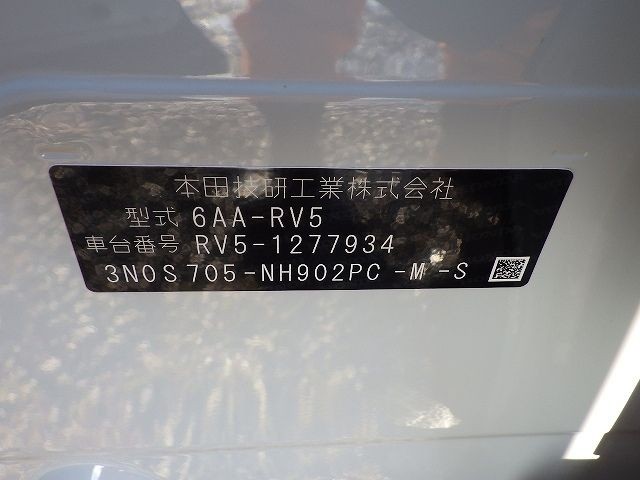 本田技研工業株式会社
型式 6AA-RV5
車台番号 RV5-1277934
3N0S705-NH902PC-M-S